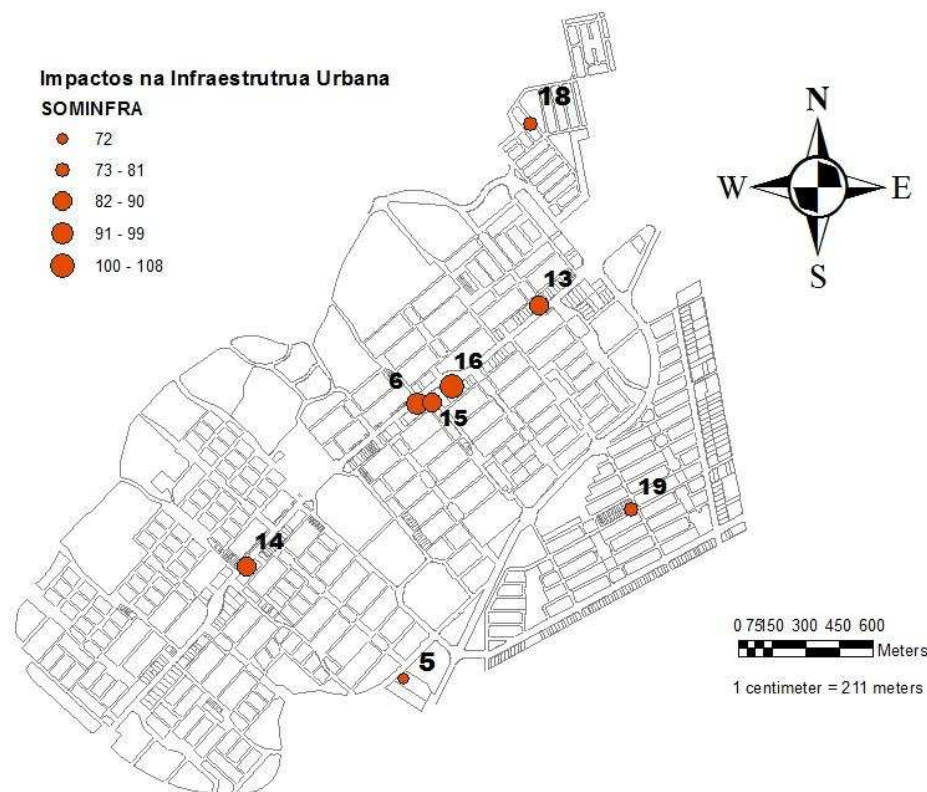 Impactos na Infraestrutrua Urbana
SOMINFRA
72
73 - 81
82 - 90
91 - 99
100 - 108
18
N
W
E
S
13
16
6
15
19
14
5
0 75150 300 450 600
Meters
1 centimeter = 211 meters